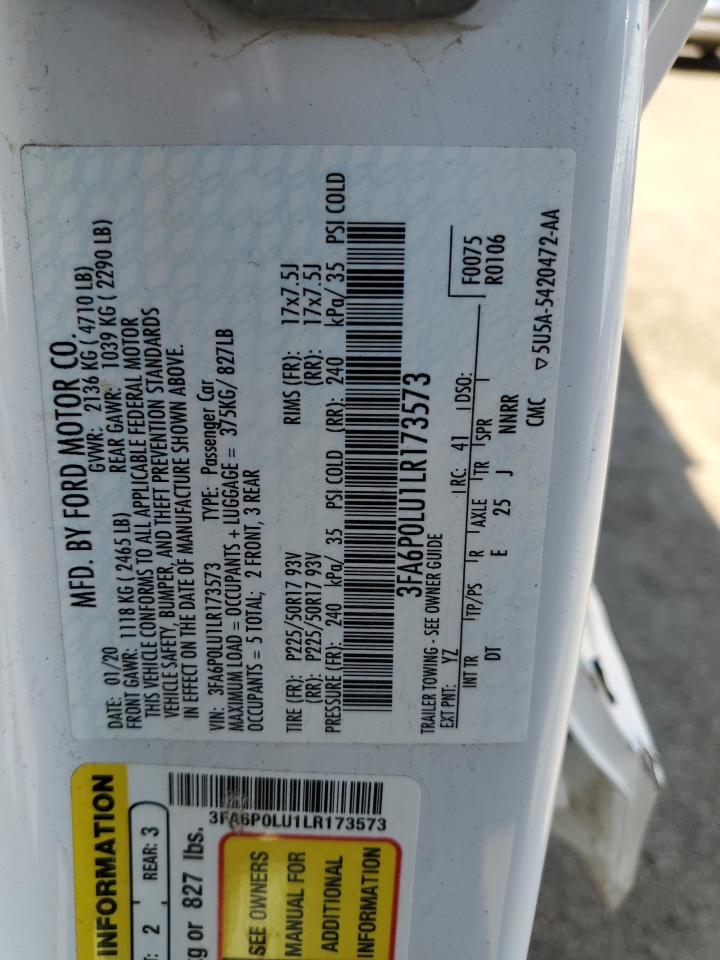 MFD. BY FORD MOTOR CO.
DATE: 01/20 GVWR: 2136 KG ( 4710 LB)
FRONT GAWR: 1118 KG ( 2465 LB) REAR GAWR: 1039 KG ( 2290 LB)
THIS VEHICLE CONFORMS TO ALL APPLICABLE FEDERAL MOTOR
VEHICLE SAFETY, BUMPER, AND THEFT PREVENTION STANDARDS
IN EFFECT ON THE DATE OF MANUFACTURE SHOWN ABOVE.
VIN: 3FA6P0LU1LR173573 TYPE: Passenger Car
MAXIMUM LOAD = OCCUPANTS + LUGGAGE = 375KG/ 827LB
OCCUPANTS = 5 TOTAL; 2 FRONT, 3 REAR
TIRE (FR): P225/50R17 93V RIMS (FR): 17x7.5J
(RR): P225/50R17 93V (RR): 17x7.5J
PRESSURE (FR): 240 kPa/ 35 PSI COLD (RR): 240 kPa/ 35 PSI COLD
3FA6P0LU1LR173573
TRAILER TOWING - SEE OWNER GUIDE
EXT PNT: YZ RC: 41 DSO: F0075
R0106
INT TR TP/PS R AXLE TR SPR
DT E 25 J NNRR
CMC ▽5U5A-5420472-AA
INFORMATION
2 REAR: 3
kg or 827 lbs.
3FA6P0LU1LR173573
SEE OWNERS
MANUAL FOR
ADDITIONAL
INFORMATION